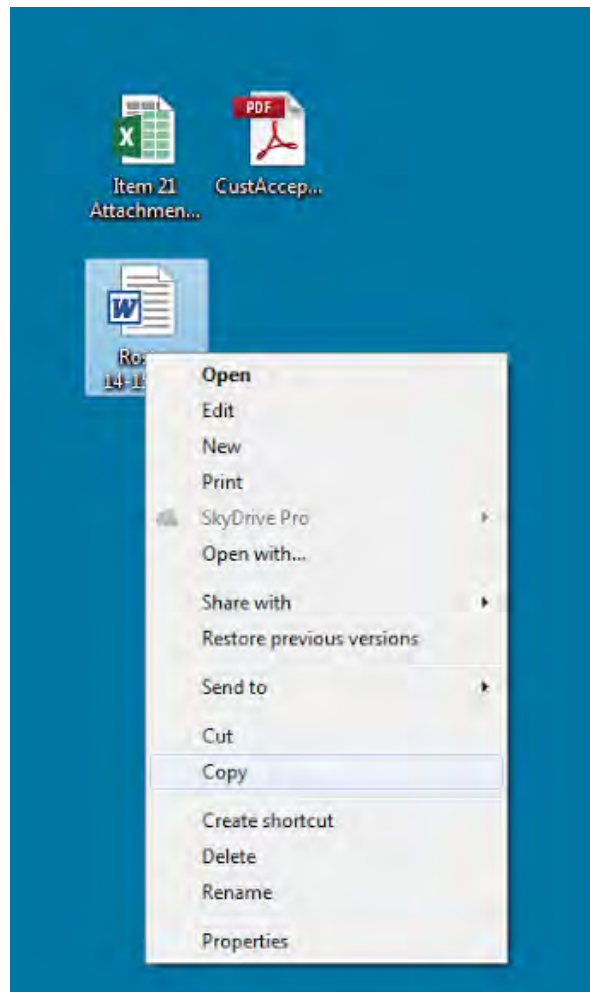 PDF
X
Item 21
Attachmen...
CustAccep...
W
Open
Edit
New
Print
SkyDrive Pro
Open with...
Share with
Restore previous versions
Send to
Cut
Copy
Create shortcut
Delete
Rename
Properties